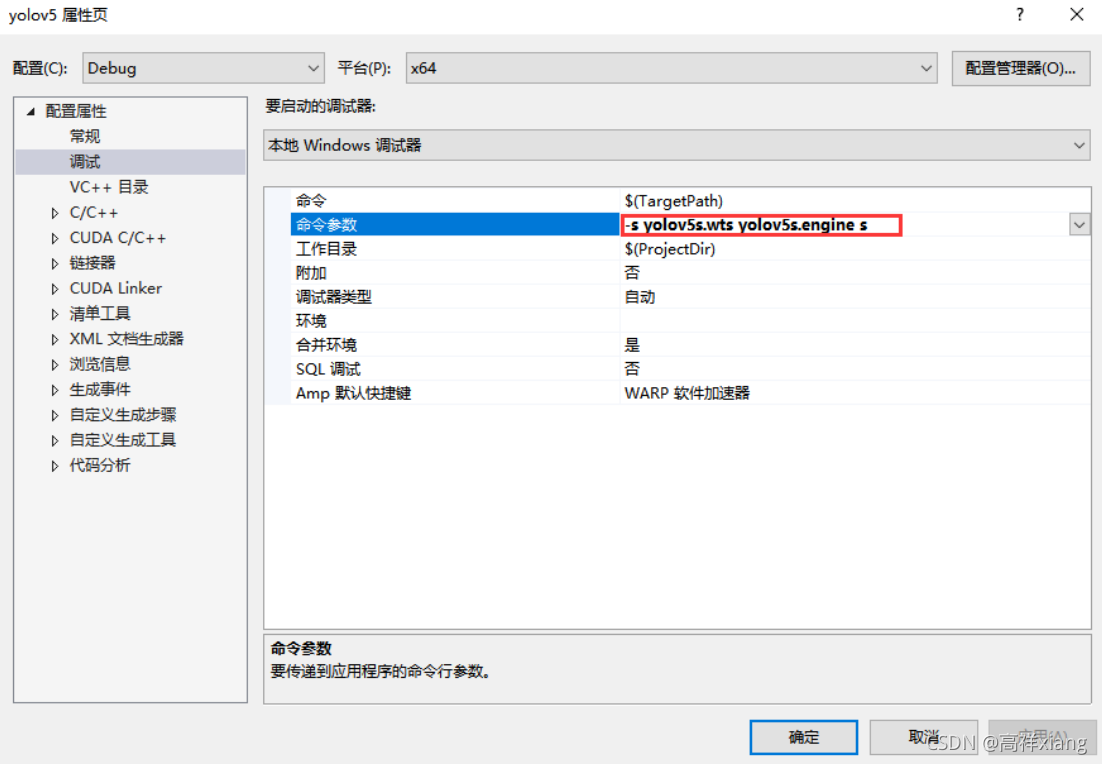 yolov5 属性页
配置(C): Debug 平台(P): x64 配置管理器(O)...
配置属性
常规
调试
VC++ 目录
C/C++
CUDA C/C++
链接器
CUDA Linker
清单工具
XML 文档生成器
浏览信息
生成事件
自定义生成步骤
自定义生成工具
代码分析
要启动的调试器:
本地 Windows 调试器
命令 $(TargetPath)
命令参数 -s yolov5s.wts yolov5s.engine s
工作目录 $(ProjectDir)
附加 否
调试器类型 自动
环境
合并环境 是
SQL 调试 否
Amp 默认快捷键 WARP 软件加速器
命令参数
要传递到应用程序的命令行参数。
确定 取消 应用(A)
CSDN @高祥xiang